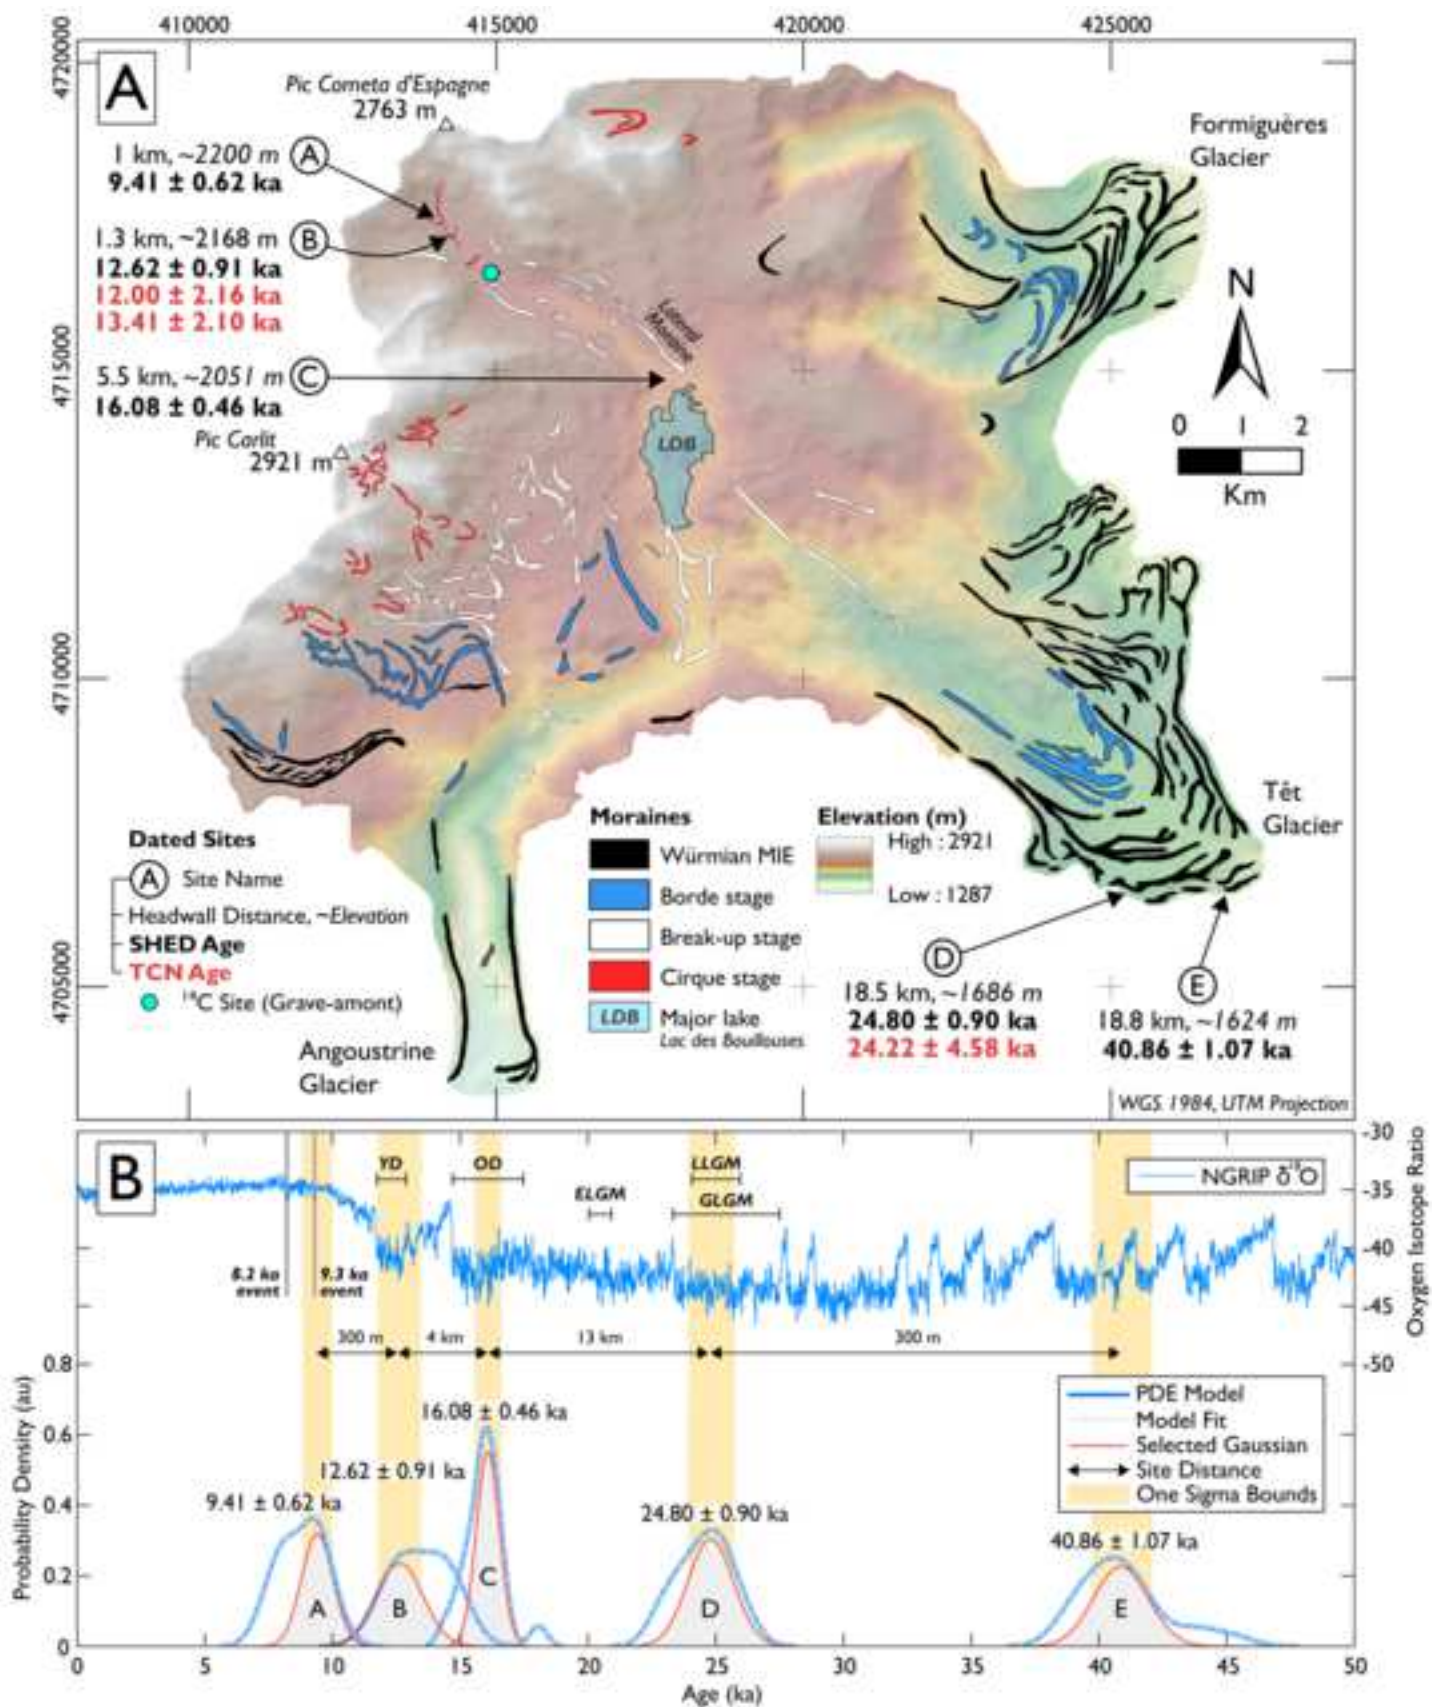 410000 415000 420000 425000
4720000
4715000
4710000
4705000
A
Pic Cometa d'Espagne
2763 m
1 km, ~2200 m A
9.41 ± 0.62 ka
1.3 km, ~2168 m B
12.62 ± 0.91 ka
12.00 ± 2.16 ka
13.41 ± 2.10 ka
5.5 km, ~2051 m C
16.08 ± 0.46 ka
Pic Carlit
2921 m
Lateral
Moraine
LDB
Formiguères
Glacier
N
0 1 2
Km
Têt
Glacier
Angoustrine
Glacier
Dated Sites
A Site Name
Headwall Distance, ~Elevation
SHED Age
TCN Age
14C Site (Grave-amont)
Moraines
Würmian MIE
Borde stage
Break-up stage
Cirque stage
LDB Major lake
Lac des Bouillouses
Elevation (m)
High : 2921
Low : 1287
D
18.5 km, ~1686 m
24.80 ± 0.90 ka
24.22 ± 4.58 ka
E
18.8 km, ~1624 m
40.86 ± 1.07 ka
WGS 1984, UTM Projection
B
YD
OD
ELGM
LLGM
GLGM
NGRIP δ18O
8.2 ka
event
9.3 ka
event
300 m 4 km 13 km 300 m
-30
-35
-40
-45
-50
Oxygen Isotope Ratio
PDE Model
Model Fit
Selected Gaussian
Site Distance
One Sigma Bounds
9.41 ± 0.62 ka
12.62 ± 0.91 ka
16.08 ± 0.46 ka
24.80 ± 0.90 ka
40.86 ± 1.07 ka
A B C D E
0.8
0.6
0.4
0.2
0
Probability Density (au)
0 5 10 15 20 25 30 35 40 45 50
Age (ka)